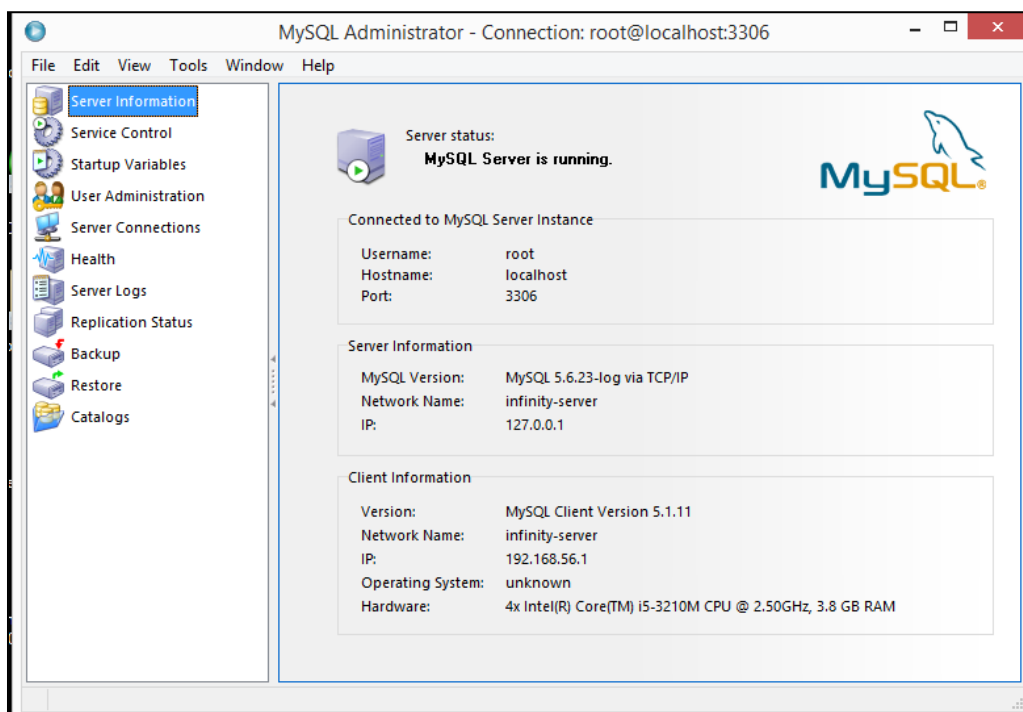 MySQL Administrator - Connection: root@localhost:3306
File Edit View Tools Window Help
Server Information
Service Control
Startup Variables
User Administration
Server Connections
Health
Server Logs
Replication Status
Backup
Restore
Catalogs
Server status:
MySQL Server is running.
MySQL®
Connected to MySQL Server Instance
Username: root
Hostname: localhost
Port: 3306
Server Information
MySQL Version: MySQL 5.6.23-log via TCP/IP
Network Name: infinity-server
IP: 127.0.0.1
Client Information
Version: MySQL Client Version 5.1.11
Network Name: infinity-server
IP: 192.168.56.1
Operating System: unknown
Hardware: 4x Intel(R) Core(TM) i5-3210M CPU @ 2.50GHz, 3.8 GB RAM